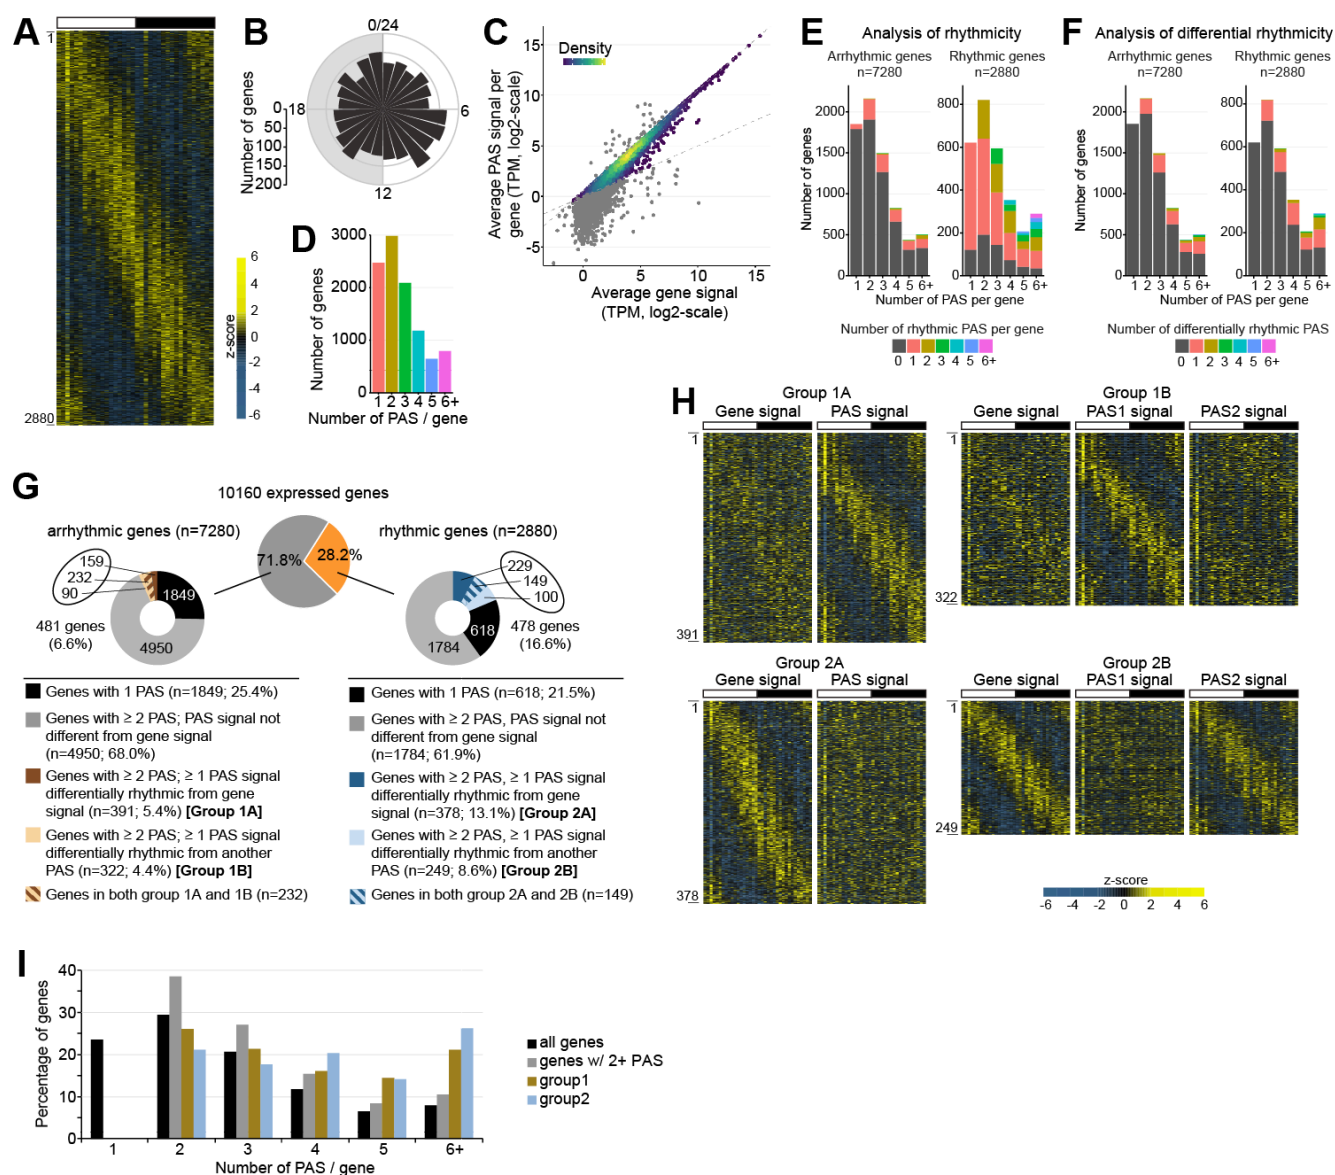 A
1
2880
z-score
6
4
2
0
-2
-4
-6
B
0/24
6
12
18
Number of genes
0
50
100
150
200
C
Density
Average PAS signal per
gene (TPM, log2-scale)
15
10
5
0
-5
0
5
10
15
Average gene signal
(TPM, log2-scale)
D
Number of genes
3000
2000
1000
0
1 2 3 4 5 6+
Number of PAS / gene
E
Analysis of rhythmicity
Arrhythmic genes
n=7280
Rhythmic genes
n=2880
Number of genes
2000
1500
1000
500
0
800
600
400
200
0
1 2 3 4 5 6+
1 2 3 4 5 6+
Number of PAS per gene
Number of rhythmic PAS per gene
0 1 2 3 4 5 6+
F
Analysis of differential rhythmicity
Arrhythmic genes
n=7280
Rhythmic genes
n=2880
Number of genes
2000
1500
1000
500
0
800
600
400
200
0
1 2 3 4 5 6+
1 2 3 4 5 6+
Number of PAS per gene
Number of differentially rhythmic PAS
0 1 2 3 4 5 6+
G
10160 expressed genes
71.8%
28.2%
arrhythmic genes (n=7280)
159
232
90
1849
4950
481 genes
(6.6%)
rhythmic genes (n=2880)
229
149
100
618
1784
478 genes
(16.6%)
Genes with 1 PAS (n=1849; 25.4%)
Genes with ≥ 2 PAS; PAS signal not
different from gene signal
(n=4950; 68.0%)
Genes with ≥ 2 PAS; ≥ 1 PAS signal
differentially rhythmic from gene
signal (n=391; 5.4%) [Group 1A]
Genes with ≥ 2 PAS; ≥ 1 PAS signal
differentially rhythmic from another
PAS (n=322; 4.4%) [Group 1B]
Genes in both group 1A and 1B (n=232)
Genes with 1 PAS (n=618; 21.5%)
Genes with ≥ 2 PAS, PAS signal not
different from gene signal
(n=1784; 61.9%)
Genes with ≥ 2 PAS, ≥ 1 PAS signal
differentially rhythmic from gene
signal (n=378; 13.1%) [Group 2A]
Genes with ≥ 2 PAS, ≥ 1 PAS signal
differentially rhythmic from another
PAS (n=249; 8.6%) [Group 2B]
Genes in both group 2A and 2B (n=149)
H
Group 1A
Gene signal
PAS signal
1
391
Group 1B
Gene signal
PAS1 signal
PAS2 signal
1
322
Group 2A
Gene signal
PAS signal
1
378
Group 2B
Gene signal
PAS1 signal
PAS2 signal
1
249
z-score
-6 -4 -2 0 2 4 6
I
Percentage of genes
40
30
20
10
0
1 2 3 4 5 6+
Number of PAS / gene
all genes
genes w/ 2+ PAS
group1
group2